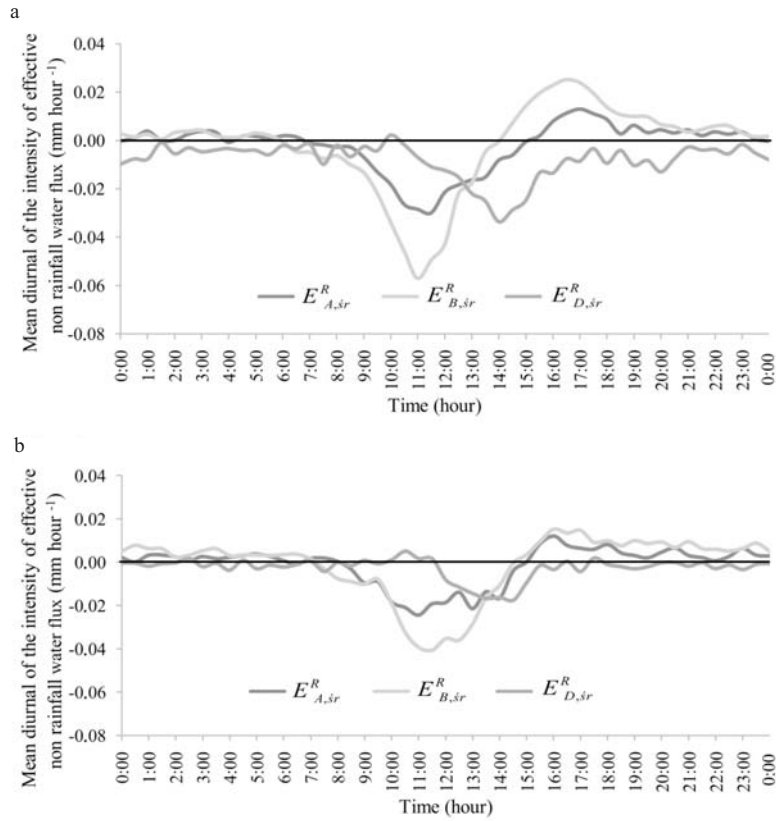 a
Mean diurnal of the intensity of effective
non rainfall water flux (mm hour -1)
0.04
0.02
0.00
-0.02
-0.04
-0.06
-0.08
E^R_{A,śr} E^R_{B,śr} E^R_{D,śr}
0:00 1:00 2:00 3:00 4:00 5:00 6:00 7:00 8:00 9:00 10:00 11:00 12:00 13:00 14:00 15:00 16:00 17:00 18:00 19:00 20:00 21:00 22:00 23:00 0:00
Time (hour)
b
Mean diurnal of the intensity of effective
non rainfall water flux (mm hour -1)
0.04
0.02
0.00
-0.02
-0.04
-0.06
-0.08
E^R_{A,śr} E^R_{B,śr} E^R_{D,śr}
0:00 1:00 2:00 3:00 4:00 5:00 6:00 7:00 8:00 9:00 10:00 11:00 12:00 13:00 14:00 15:00 16:00 17:00 18:00 19:00 20:00 21:00 22:00 23:00 0:00
Time (hour)